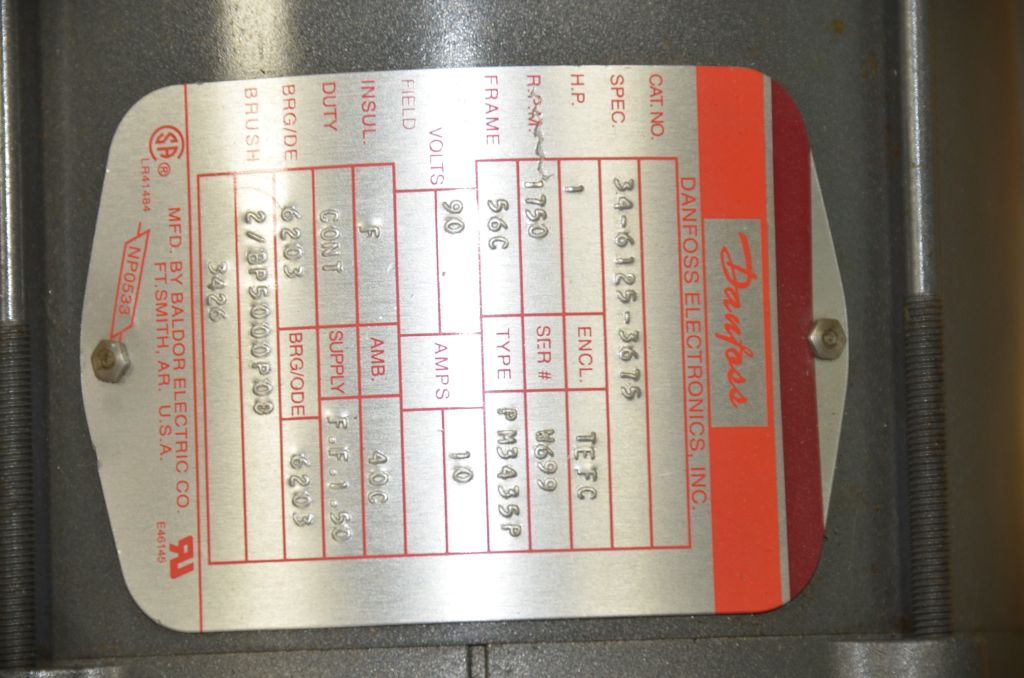 Danfoss
DANFOSS ELECTRONICS, INC.
CAT. NO.
SPEC. 34-6125-3675
H.P. 1 ENCL. TEFC
R.P.M. 1750 SER# W699
FRAME 56C TYPE PM3435P
VOLTS 90 AMPS 10
FIELD
INSUL. F AMB. 40C
DUTY CONT SUPPLY F.F.1.50
BRG/DE 6203 BRG/ODE 6203
BRUSH 2/BP5000P08
3426
SA®
LR41484
MFD. BY BALDOR ELECTRIC CO.
FT. SMITH, AR. U.S.A.
NP0533
E46145